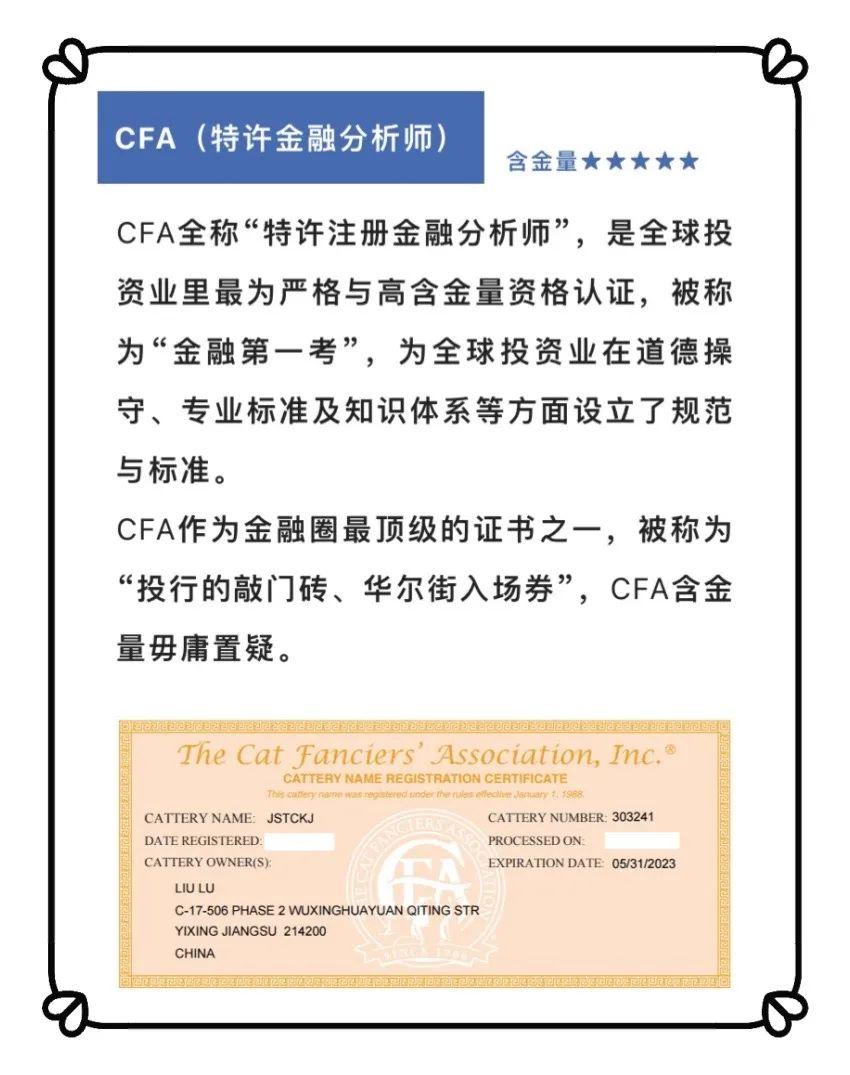 CFA（特许金融分析师）
含金量★★★★★
CFA全称“特许注册金融分析师”，是全球投
资业里最为严格与高含金量资格认证，被称
为“金融第一考”，为全球投资业在道德操
守、专业标准及知识体系等方面设立了规范
与标准。
CFA作为金融圈最顶级的证书之一，被称为
“投行的敲门砖、华尔街入场券”，CFA含金
量毋庸置疑。
The Cat Fanciers’ Association, Inc.®
CATTERY NAME REGISTRATION CERTIFICATE
This cattery name was registered under the rules effective January 1, 1988.
CATTERY NAME: JSTCKJ
CATTERY NUMBER: 303241
DATE REGISTERED:
PROCESSED ON:
CATTERY OWNER(S):
EXPIRATION DATE: 05/31/2023
LIU LU
C-17-506 PHASE 2 WUXINGHUAYUAN QITING STR
YIXING JIANGSU 214200
CHINA
THE CAT FANCIERS ASSOCIATION
CFA
SINCE 1906